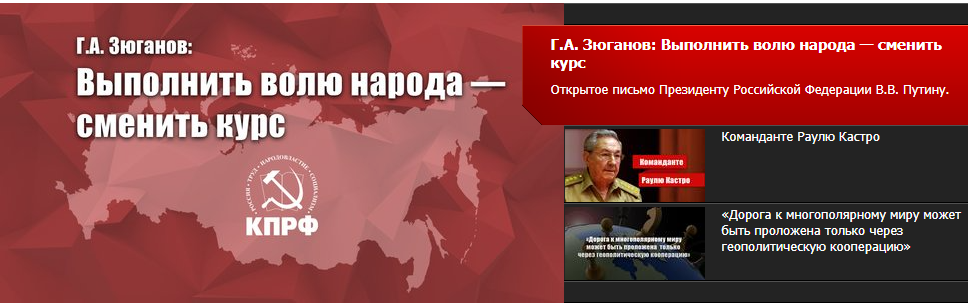 Г.А. Зюганов:
Выполнить волю народа —
сменить курс
РОССИЯ · ТРУД · НАРОДОВЛАСТИЕ · СОЦИАЛИЗМ
КПРФ
Г.А. Зюганов: Выполнить волю народа — сменить
курс
Открытое письмо Президенту Российской Федерации В.В. Путину.
Команданте
Раулю Кастро
Команданте Раулю Кастро
«Дорога к многополярному миру
может быть проложена только
через геополитическую кооперацию»
«Дорога к многополярному миру может
быть проложена только через
геополитическую кооперацию»